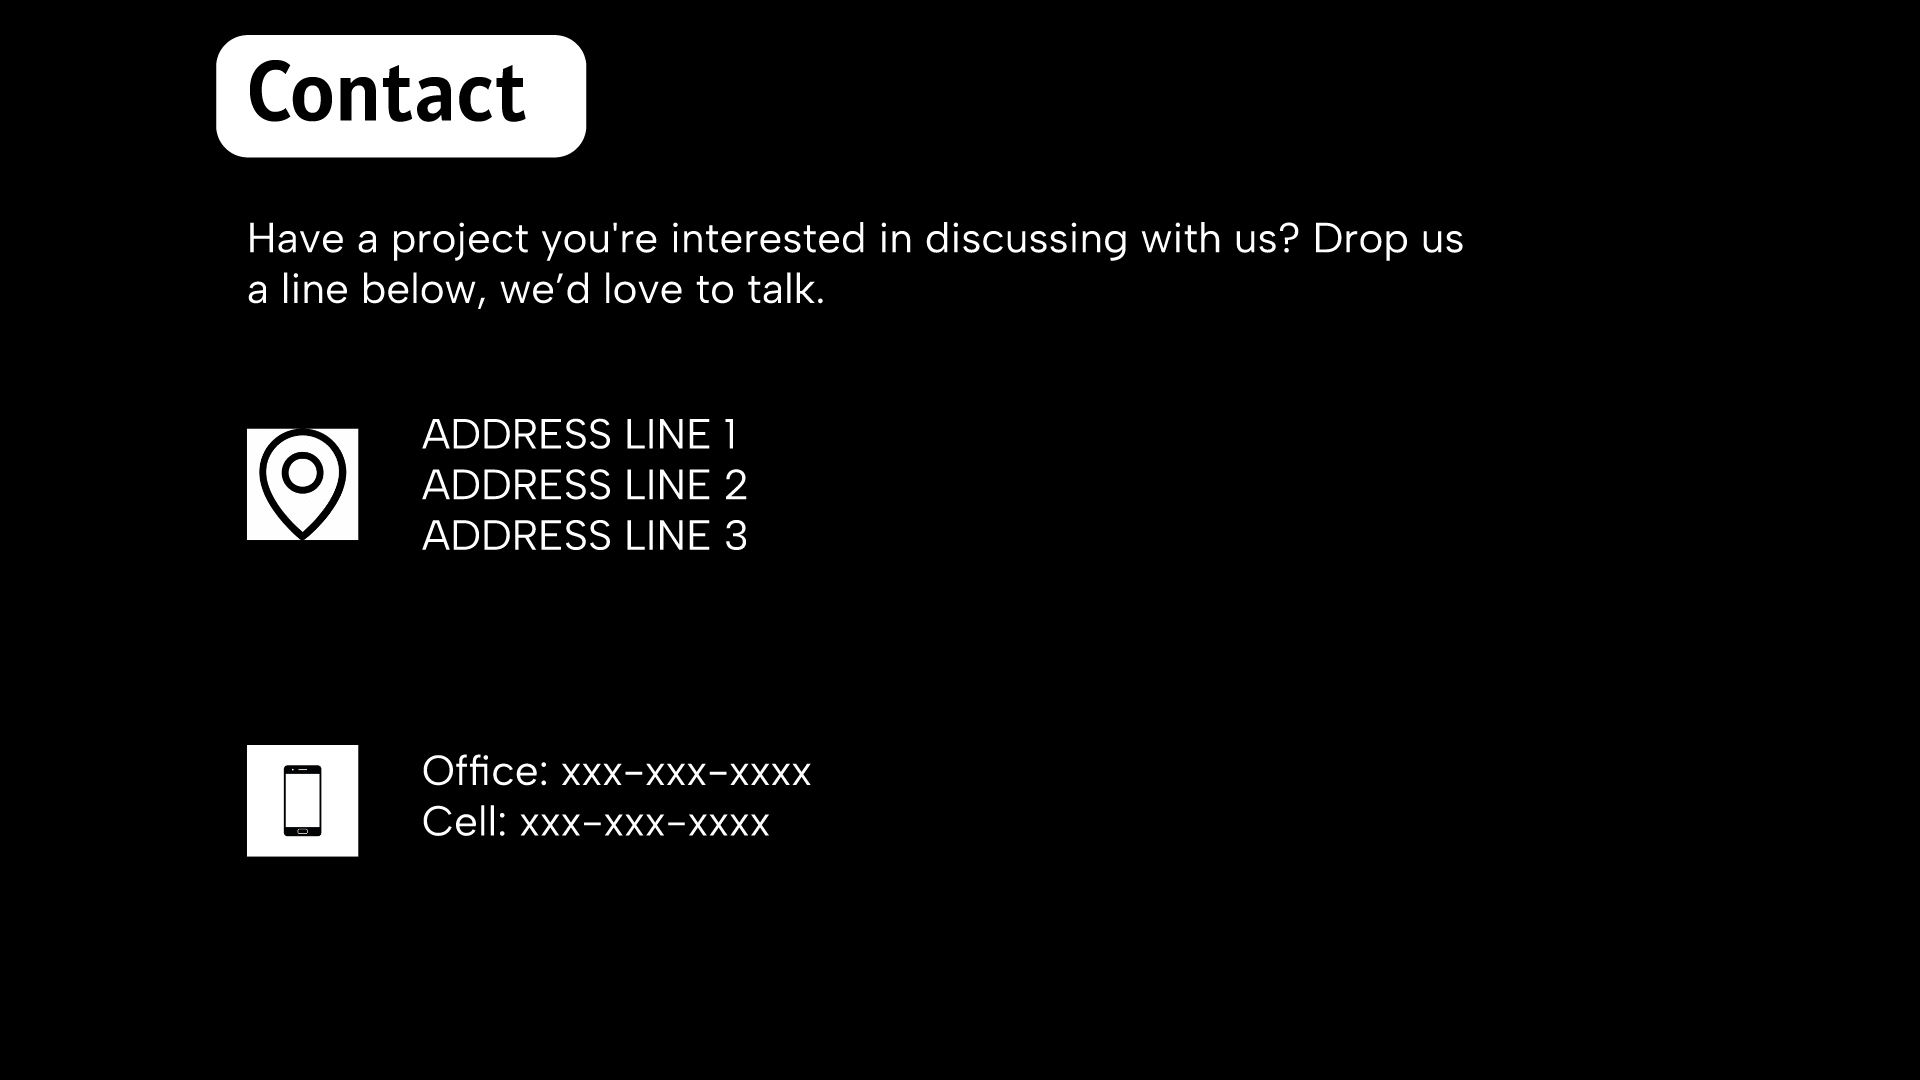 Contact
Have a project you're interested in discussing with us? Drop us
a line below, we’d love to talk.
ADDRESS LINE 1
ADDRESS LINE 2
ADDRESS LINE 3
Office: xxx-xxx-xxxx
Cell: xxx-xxx-xxxx